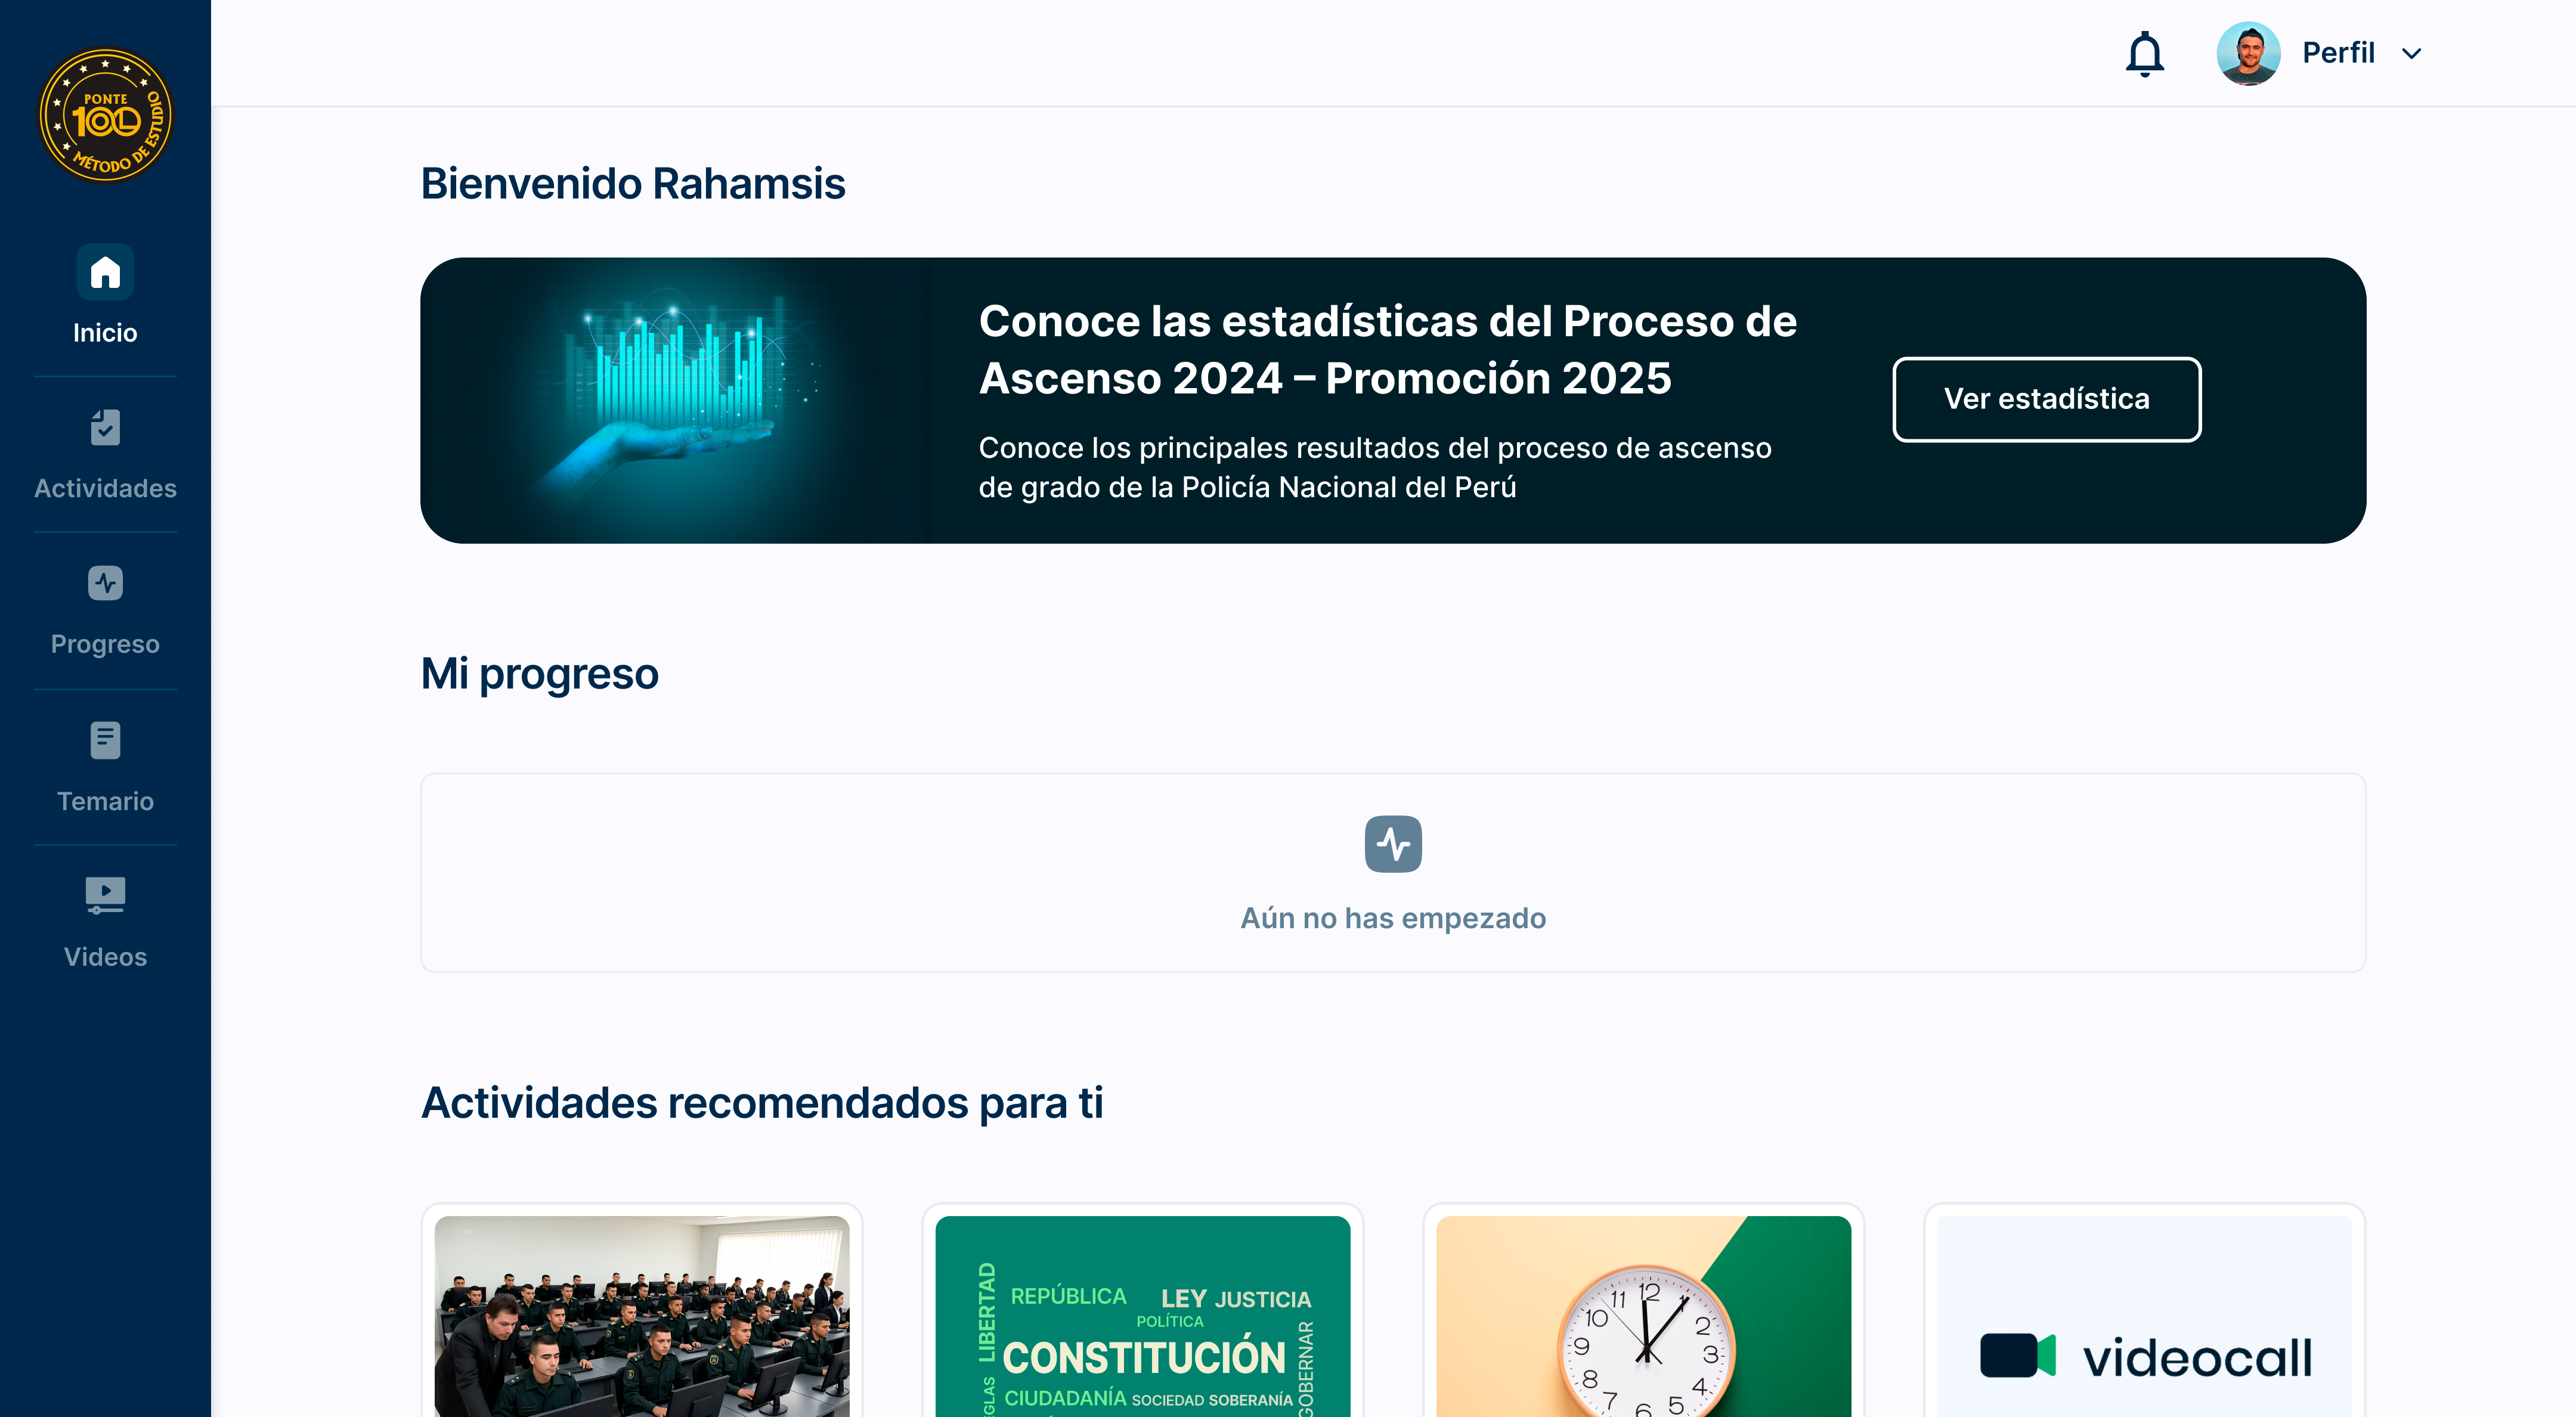 PONTE
100
MÉTODO DE ESTUDIO
Inicio
Actividades
Progreso
Temario
Videos
Perfil
Bienvenido Rahamsis
Conoce las estadísticas del Proceso de
Ascenso 2024 – Promoción 2025
Conoce los principales resultados del proceso de ascenso
de grado de la Policía Nacional del Perú
Ver estadística
Mi progreso
Aún no has empezado
Actividades recomendados para ti
LIBERTAD
REPÚBLICA
LEY JUSTICIA
POLÍTICA
CONSTITUCIÓN
CIUDADANÍA SOCIEDAD SOBERANÍA
GOBERNAR
12
1
2
3
4
5
6
7
8
9
10
11
videocall